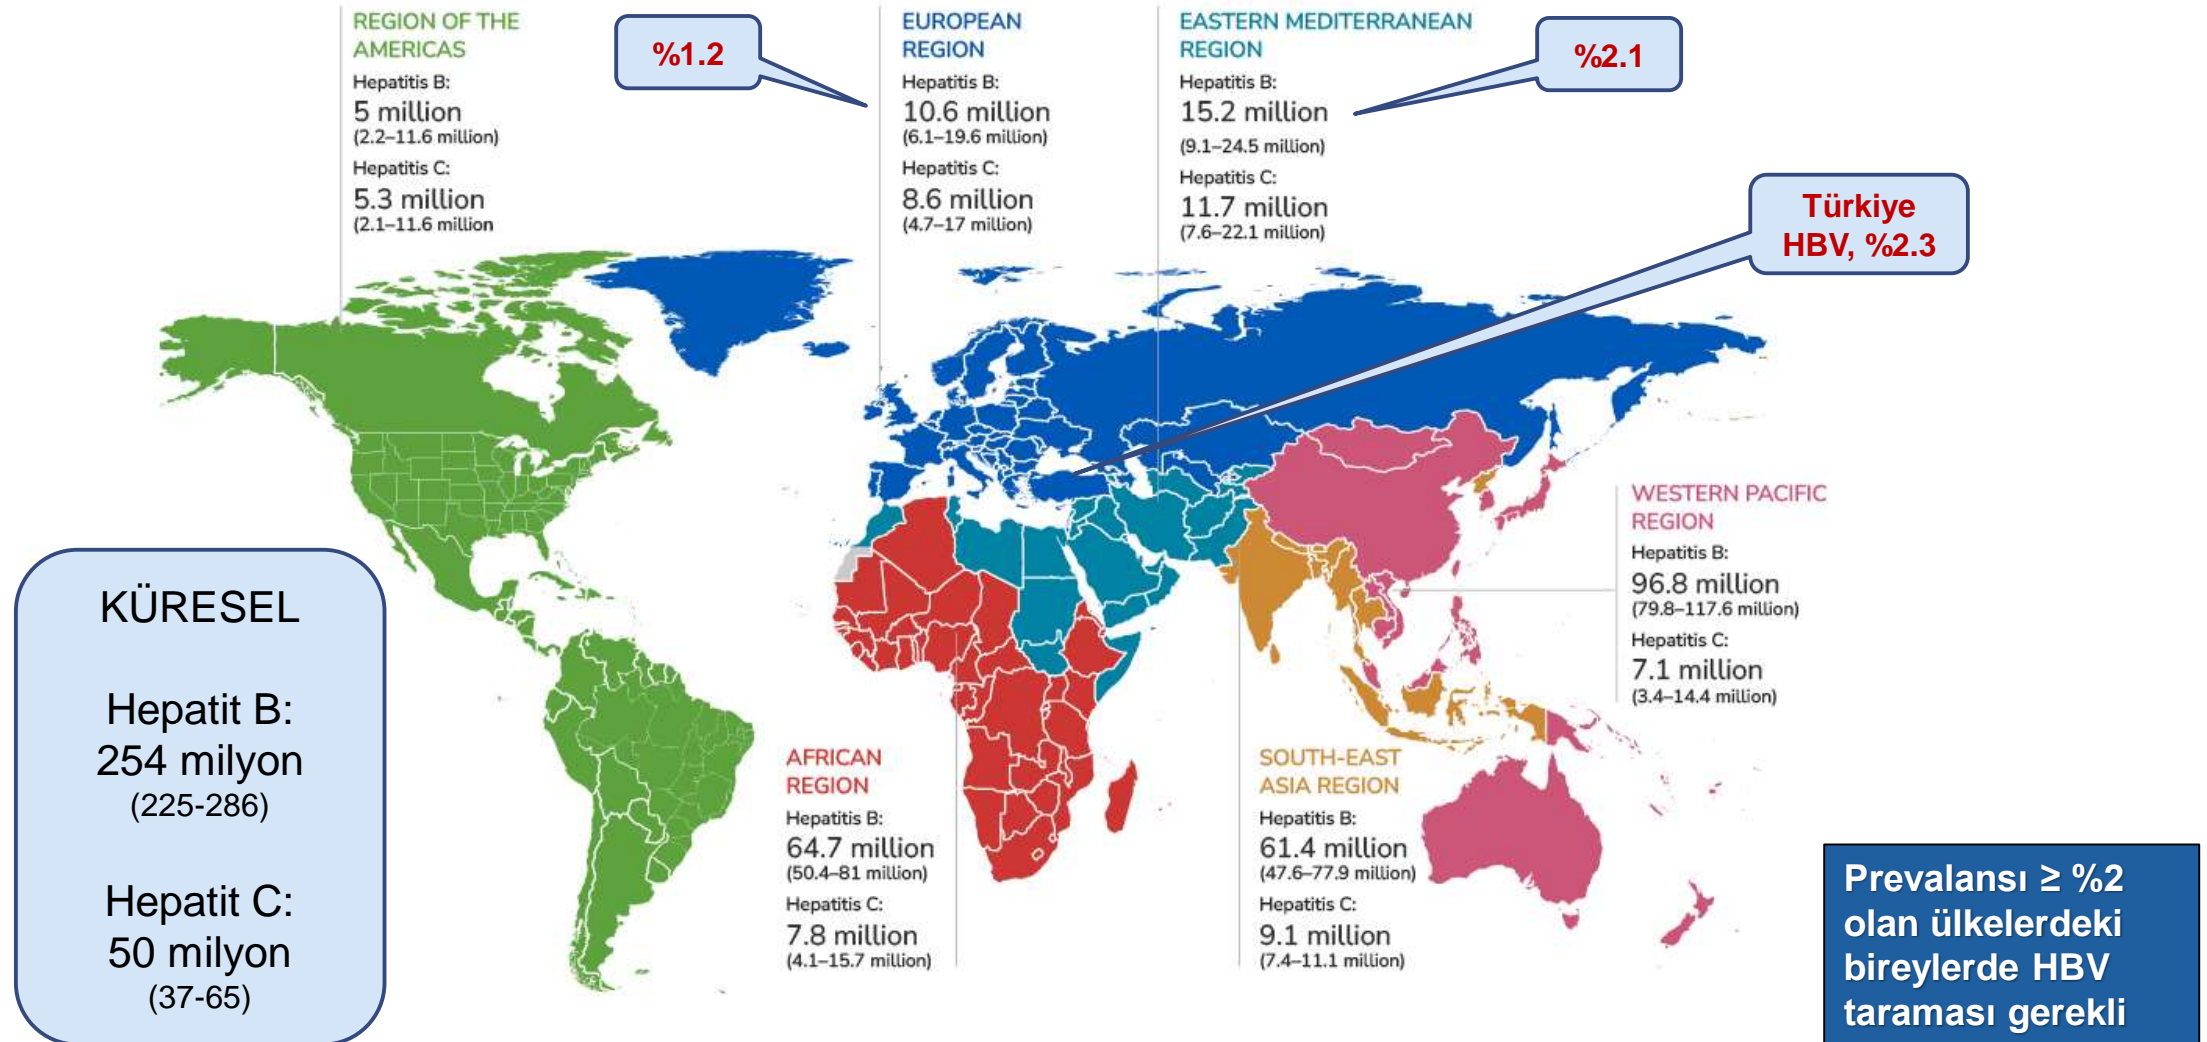 REGION OF THE
AMERICAS
Hepatitis B:
5 million
(2.2–11.6 million)
Hepatitis C:
5.3 million
(2.1–11.6 million
%1.2
EUROPEAN
REGION
Hepatitis B:
10.6 million
(6.1–19.6 million)
Hepatitis C:
8.6 million
(4.7–17 million)
EASTERN MEDITERRANEAN
REGION
Hepatitis B:
15.2 million
(9.1–24.5 million)
Hepatitis C:
11.7 million
(7.6–22.1 million)
%2.1
Türkiye
HBV, %2.3
WESTERN PACIFIC
REGION
Hepatitis B:
96.8 million
(79.8–117.6 million)
Hepatitis C:
7.1 million
(3.4–14.4 million)
KÜRESEL
Hepatit B:
254 milyon
(225-286)
Hepatit C:
50 milyon
(37-65)
AFRICAN
REGION
Hepatitis B:
64.7 million
(50.4–81 million)
Hepatitis C:
7.8 million
(4.1–15.7 million)
SOUTH-EAST
ASIA REGION
Hepatitis B:
61.4 million
(47.6–77.9 million)
Hepatitis C:
9.1 million
(7.4–11.1 million)
Prevalansı ≥ %2
olan ülkelerdeki
bireylerde HBV
taraması gerekli